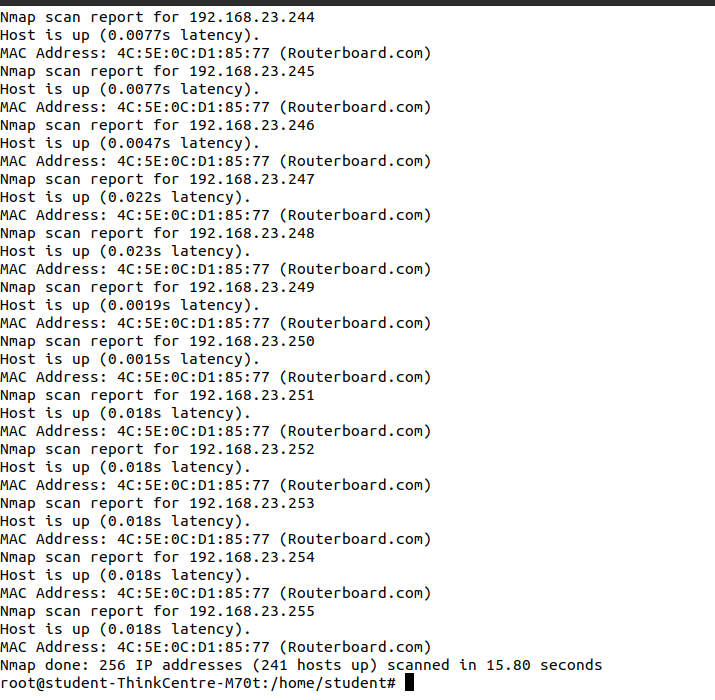 Nmap scan report for 192.168.23.244
Host is up (0.0077s latency).
MAC Address: 4C:5E:0C:D1:85:77 (Routerboard.com)
Nmap scan report for 192.168.23.245
Host is up (0.0077s latency).
MAC Address: 4C:5E:0C:D1:85:77 (Routerboard.com)
Nmap scan report for 192.168.23.246
Host is up (0.0047s latency).
MAC Address: 4C:5E:0C:D1:85:77 (Routerboard.com)
Nmap scan report for 192.168.23.247
Host is up (0.022s latency).
MAC Address: 4C:5E:0C:D1:85:77 (Routerboard.com)
Nmap scan report for 192.168.23.248
Host is up (0.023s latency).
MAC Address: 4C:5E:0C:D1:85:77 (Routerboard.com)
Nmap scan report for 192.168.23.249
Host is up (0.0019s latency).
MAC Address: 4C:5E:0C:D1:85:77 (Routerboard.com)
Nmap scan report for 192.168.23.250
Host is up (0.0015s latency).
MAC Address: 4C:5E:0C:D1:85:77 (Routerboard.com)
Nmap scan report for 192.168.23.251
Host is up (0.018s latency).
MAC Address: 4C:5E:0C:D1:85:77 (Routerboard.com)
Nmap scan report for 192.168.23.252
Host is up (0.018s latency).
MAC Address: 4C:5E:0C:D1:85:77 (Routerboard.com)
Nmap scan report for 192.168.23.253
Host is up (0.018s latency).
MAC Address: 4C:5E:0C:D1:85:77 (Routerboard.com)
Nmap scan report for 192.168.23.254
Host is up (0.018s latency).
MAC Address: 4C:5E:0C:D1:85:77 (Routerboard.com)
Nmap scan report for 192.168.23.255
Host is up (0.018s latency).
MAC Address: 4C:5E:0C:D1:85:77 (Routerboard.com)
Nmap done: 256 IP addresses (241 hosts up) scanned in 15.80 seconds
root@student-ThinkCentre-M70t:/home/student#